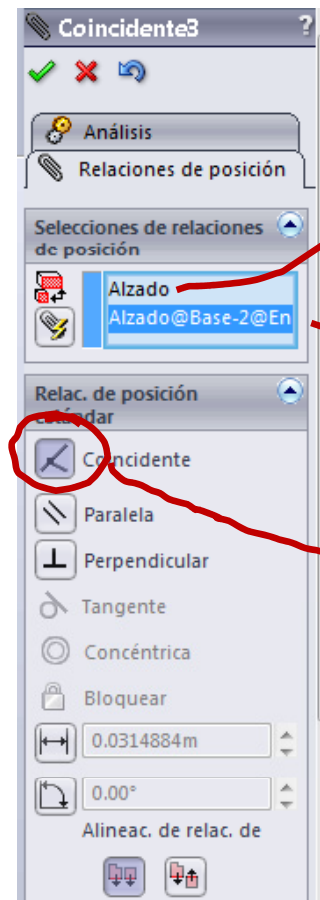 Coincidente3 ?
Análisis
Relaciones de posición
Selecciones de relaciones
de posición
Alzado
Alzado@Base-2@En
Relac. de posición
estándar
Coincidente
Paralela
Perpendicular
Tangente
Concéntrica
Bloquear
0.0314884m
0.00°
Alineac. de relac. de